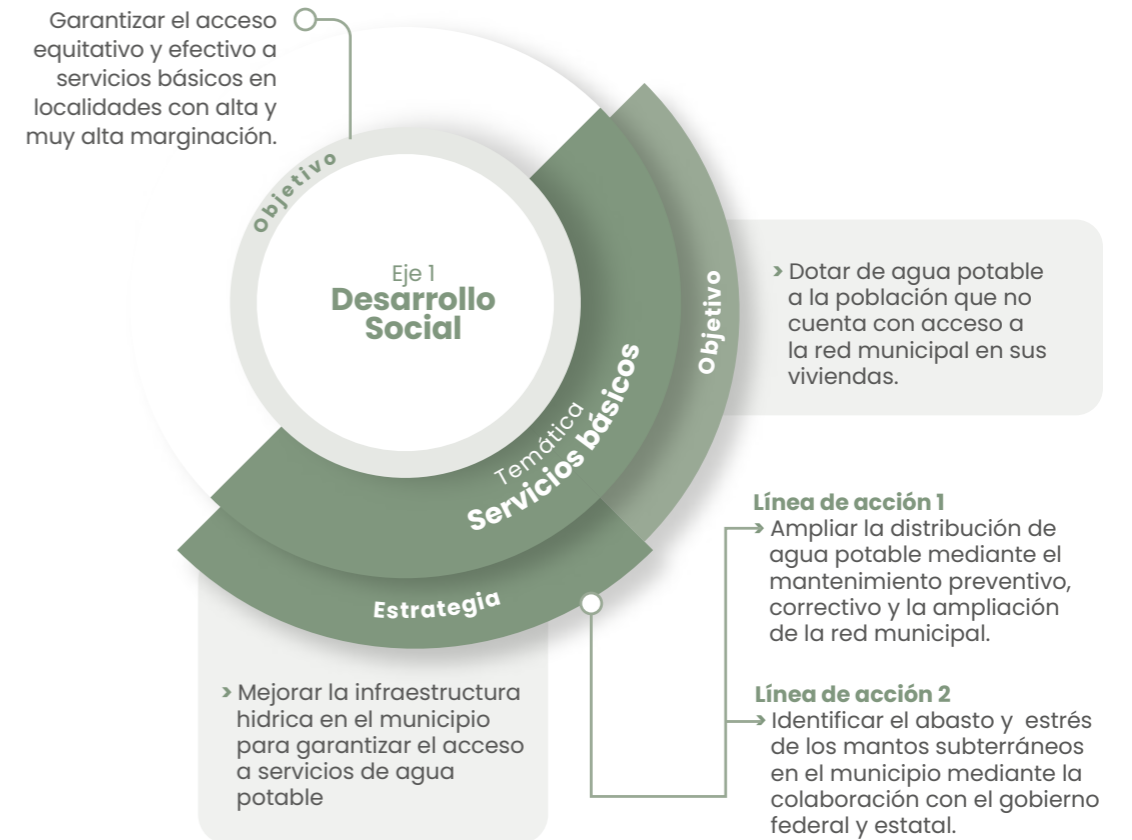 Garantizar el acceso
equitativo y efectivo a
servicios básicos en
localidades con alta y
muy alta marginación.
Objetivo
Eje 1
Desarrollo
Social
Temática
Servicios básicos
Objetivo
> Dotar de agua potable
a la población que no
cuenta con acceso a
la red municipal en sus
viviendas.
Estrategia
> Mejorar la infraestructura
hidrica en el municipio
para garantizar el acceso
a servicios de agua
potable
Línea de acción 1
Ampliar la distribución de
agua potable mediante el
mantenimiento preventivo,
correctivo y la ampliación
de la red municipal.
Línea de acción 2
Identificar el abasto y  estrés
de los mantos subterráneos
en el municipio mediante la
colaboración con el gobierno
federal y estatal.